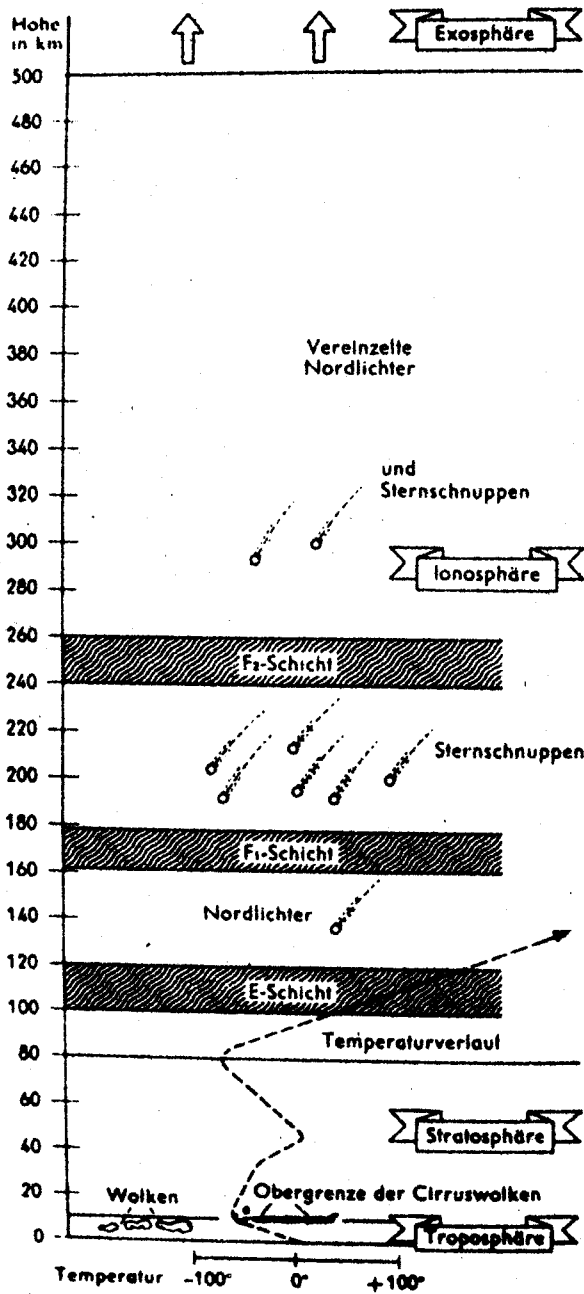 Höhe
in km
Exosphäre
500
480
460
440
420
400
380
360
340
320
300
280
260
240
220
200
180
160
140
120
100
80
60
40
20
0
Vereinzelte
Nordlichter
und
Sternschnuppen
Ionosphäre
F2-Schicht
Sternschnuppen
F1-Schicht
Nordlichter
E-Schicht
Temperaturverlauf
Stratosphäre
Wolken
Obergrenze der Cirruswolken
Troposphäre
Temperatur -100° 0° +100°